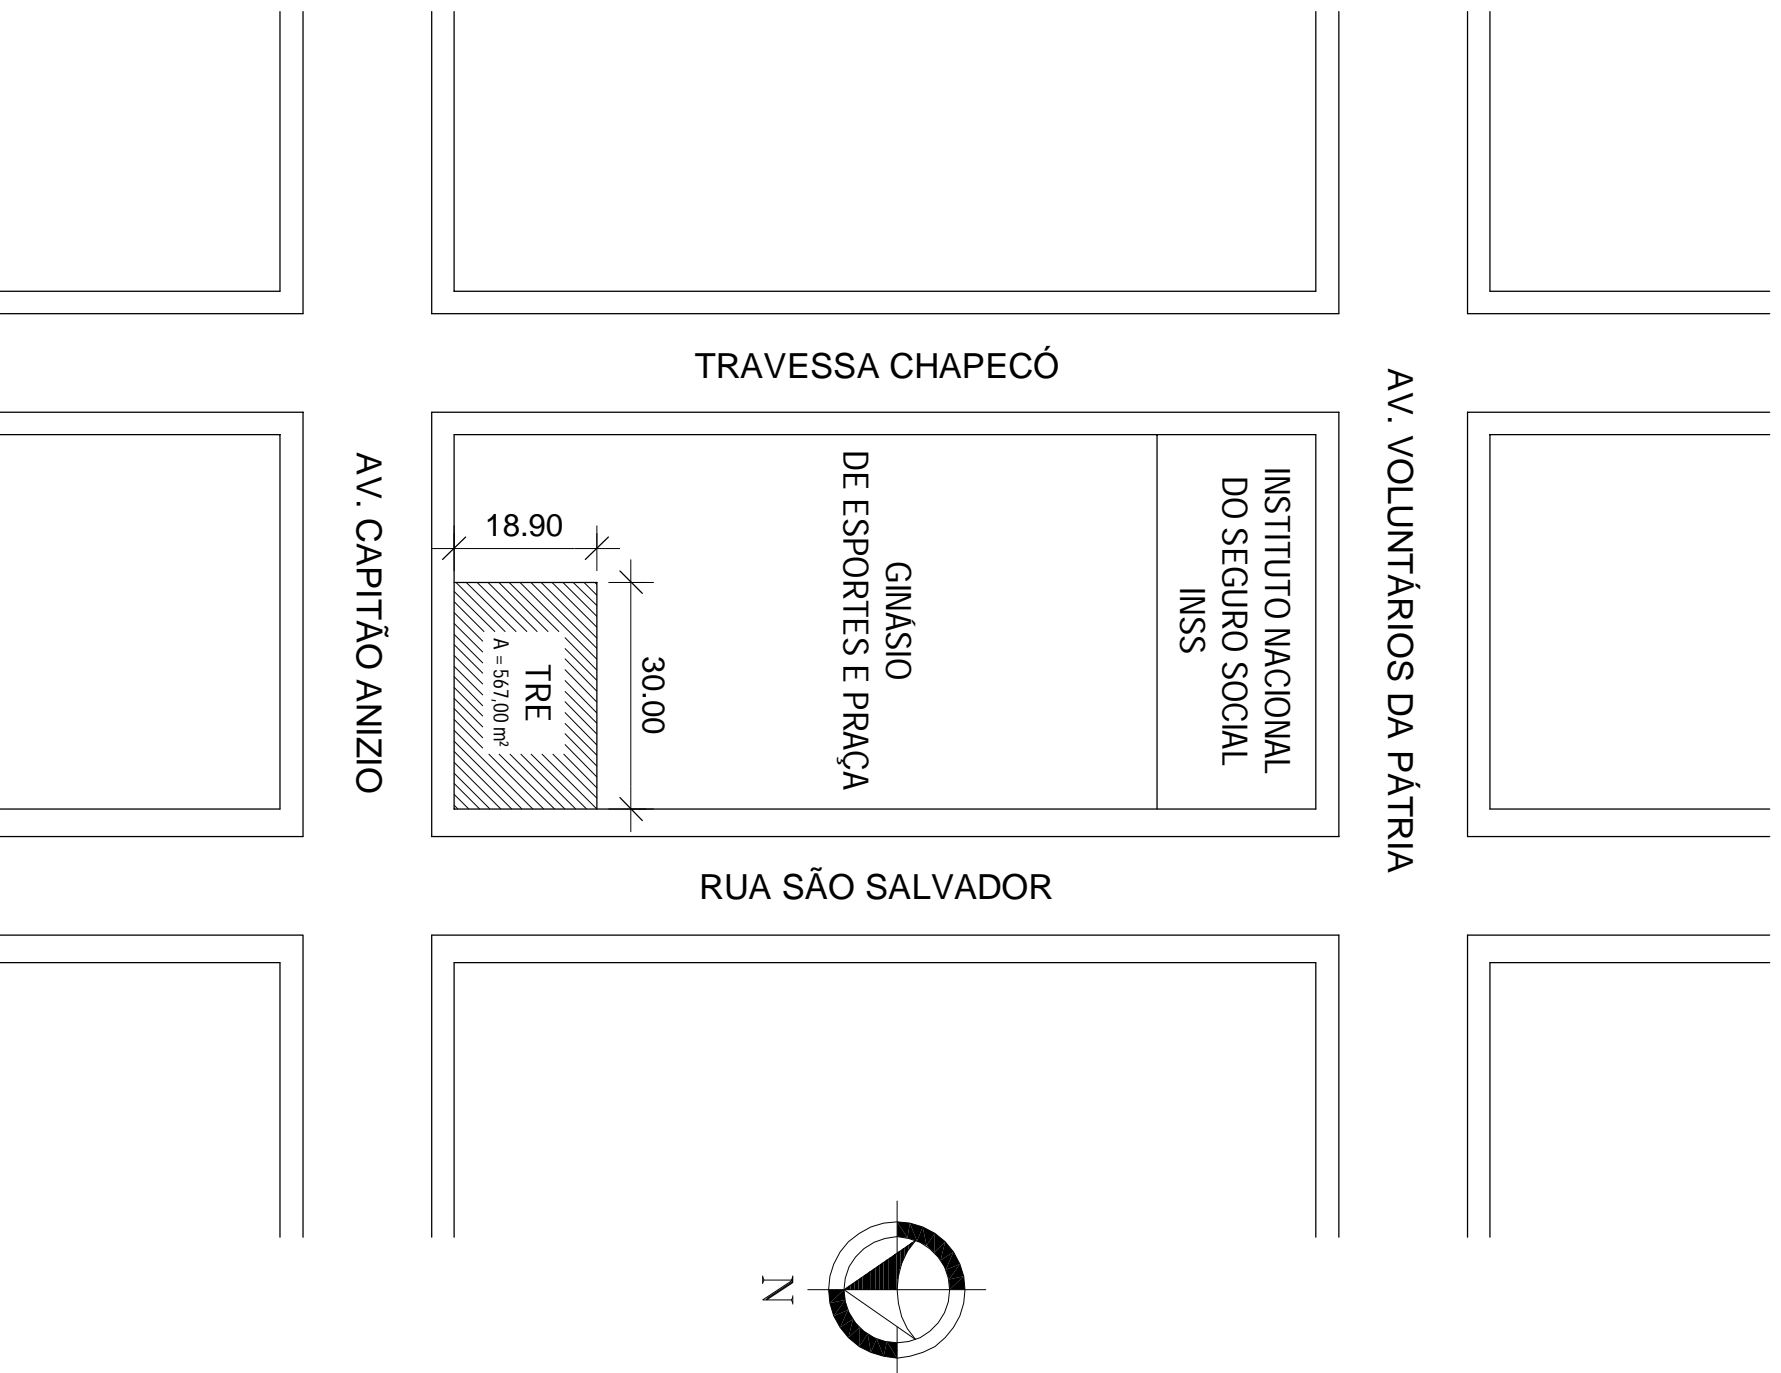 TRAVESSA CHAPECÓ
AV. CAPITÃO ANIZIO
18.90
30.00
TRE
A = 567,00 m²
GINÁSIO
DE ESPORTES E PRAÇA
INSTITUTO NACIONAL
DO SEGURO SOCIAL
INSS
AV. VOLUNTÁRIOS DA PÁTRIA
RUA SÃO SALVADOR
N